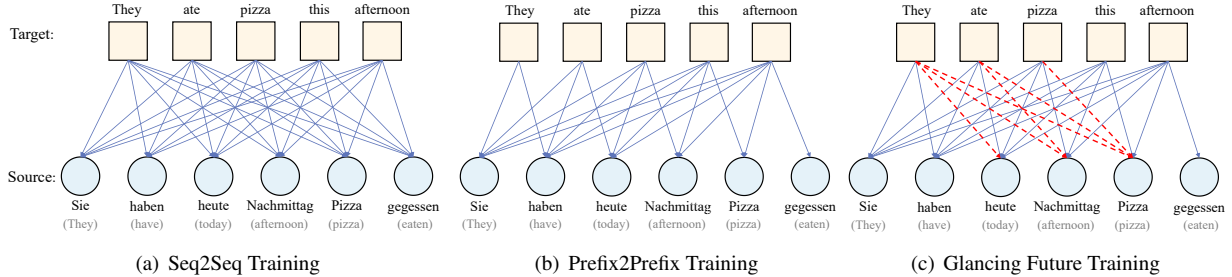 They ate pizza this afternoon
Target:
Source:
Sie haben heute Nachmittag Pizza gegessen
(They) (have) (today) (afternoon) (pizza) (eaten)
(a) Seq2Seq Training
They ate pizza this afternoon
Sie haben heute Nachmittag Pizza gegessen
(They) (have) (today) (afternoon) (pizza) (eaten)
(b) Prefix2Prefix Training
They ate pizza this afternoon
Sie haben heute Nachmittag Pizza gegessen
(They) (have) (today) (afternoon) (pizza) (eaten)
(c) Glancing Future Training